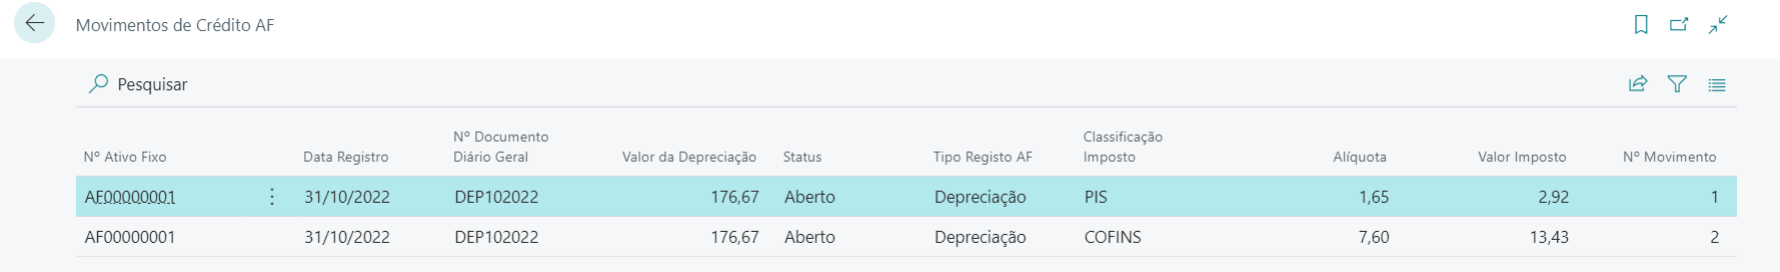 Movimentos de Crédito AF
Pesquisar
Nº Ativo Fixo Data Registro Nº Documento Diário Geral Valor da Depreciação Status Tipo Registo AF Classificação Imposto Alíquota Valor Imposto Nº Movimento
AF00000001 31/10/2022 DEP102022 176,67 Aberto Depreciação PIS 1,65 2,92 1
AF00000001 31/10/2022 DEP102022 176,67 Aberto Depreciação COFINS 7,60 13,43 2